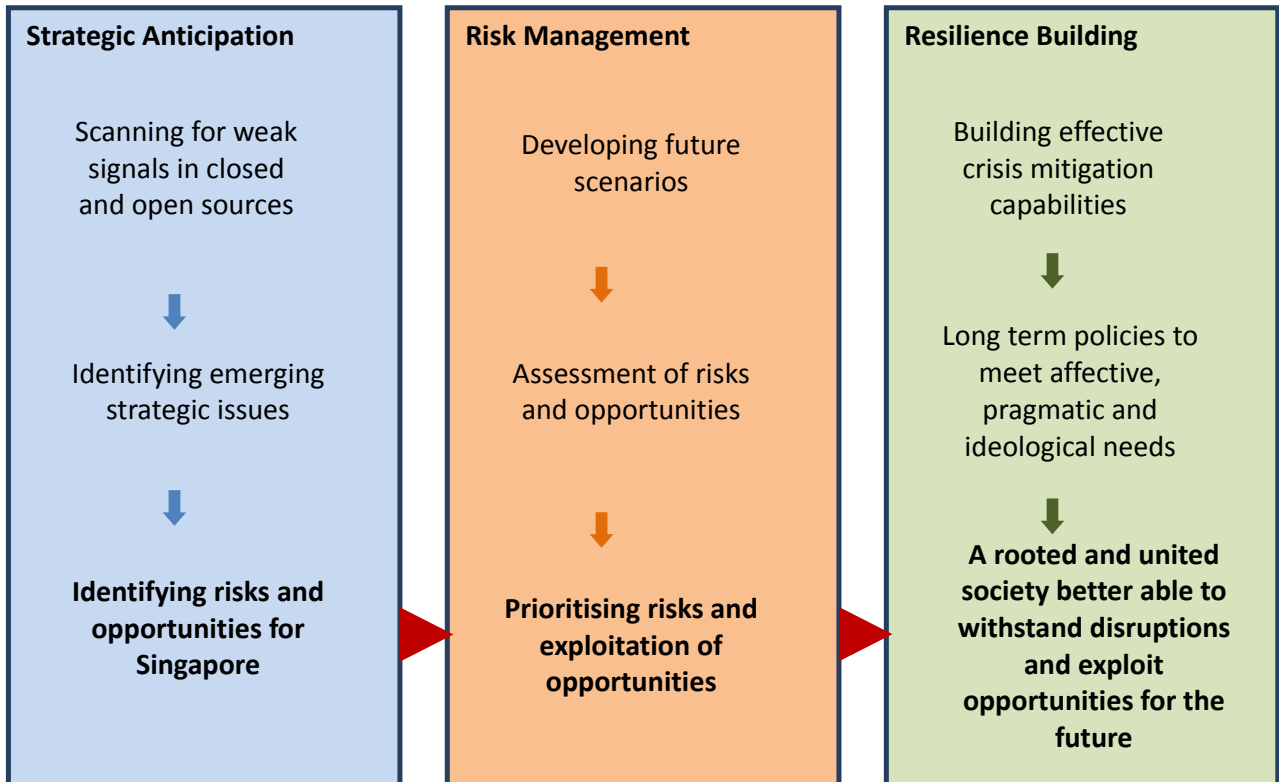 Strategic Anticipation
Scanning for weak
signals in closed
and open sources
Identifying emerging
strategic issues
Identifying risks and
opportunities for
Singapore
Risk Management
Developing future
scenarios
Assessment of risks
and opportunities
Prioritising risks and
exploitation of
opportunities
Resilience Building
Building effective
crisis mitigation
capabilities
Long term policies to
meet affective,
pragmatic and
ideological needs
A rooted and united
society better able to
withstand disruptions
and exploit
opportunities for the
future